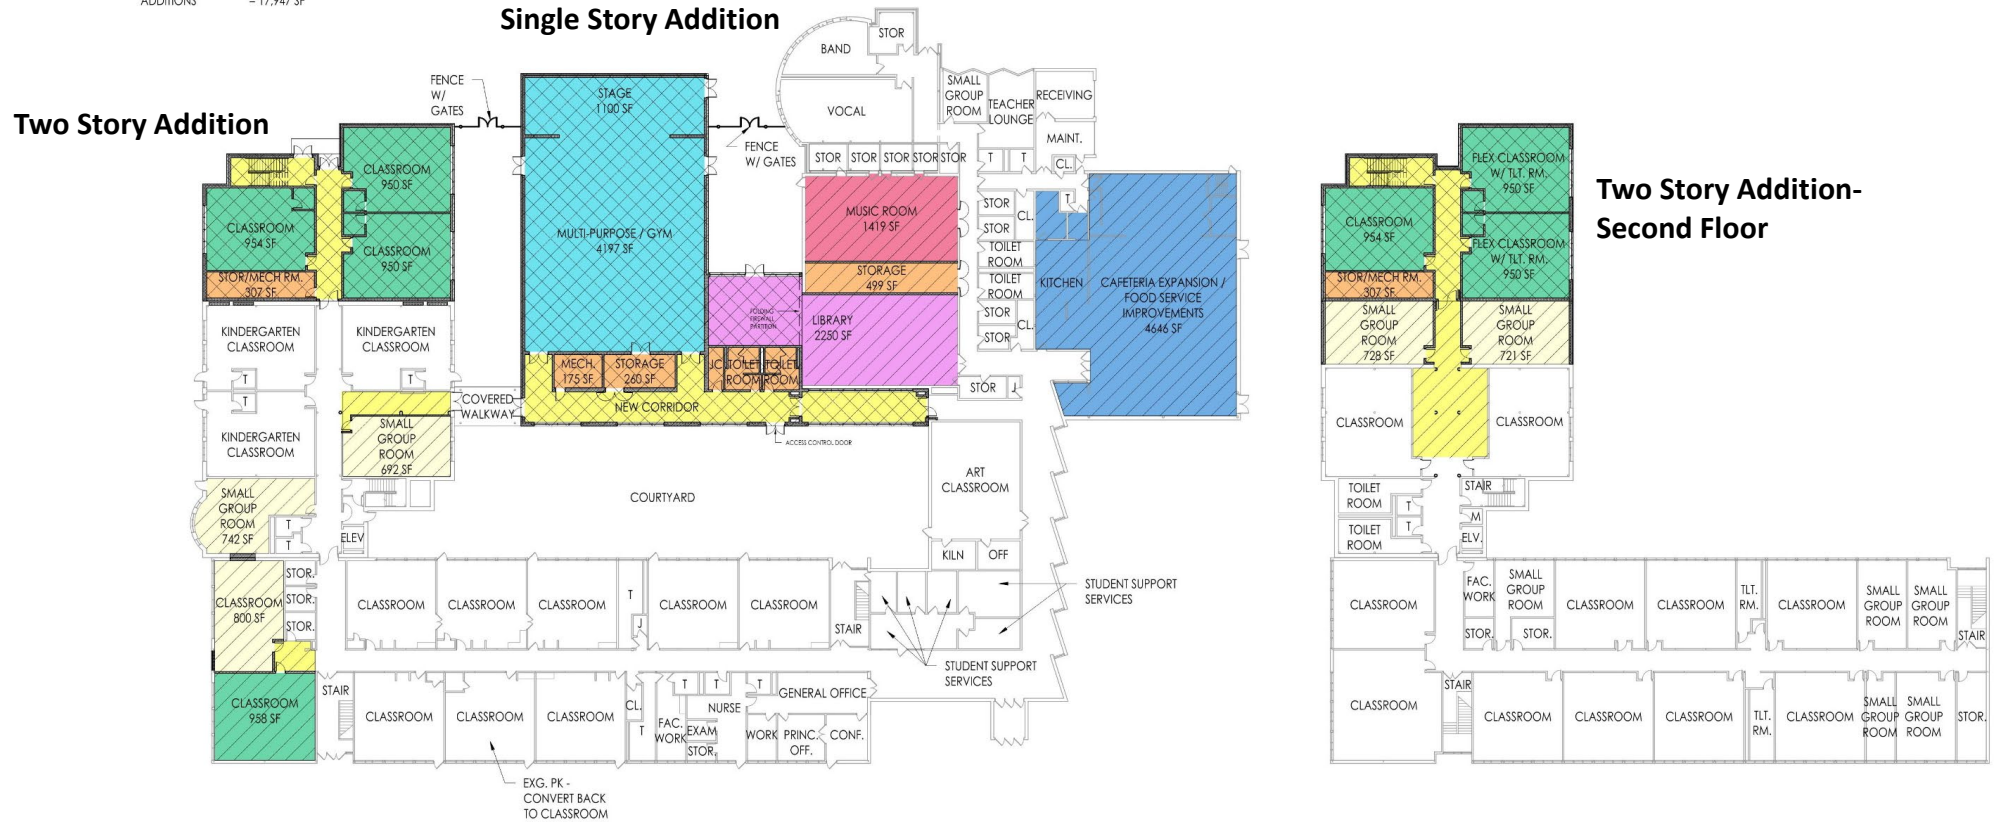 ADDITIONS = 17,947 SF
Single Story Addition
Two Story Addition
Two Story Addition-
Second Floor
FENCE
W/
GATES
STAGE
1100 SF
BAND
STOR
VOCAL
SMALL
GROUP
ROOM
TEACHER
LOUNGE
RECEIVING
MAINT.
FENCE
W/ GATES
STOR
STOR
STOR
STOR
STOR
T
T
CL.
CLASSROOM
950 SF
CLASSROOM
954 SF
CLASSROOM
950 SF
STOR/MECH RM.
307 SF
MULTI-PURPOSE / GYM
4197 SF
MUSIC ROOM
1419 SF
STORAGE
499 SF
LIBRARY
2250 SF
FOLDING
FIREWALL
PARTITION
STOR
CL.
STOR
TOILET
ROOM
TOILET
ROOM
STOR
CL.
STOR
T
KITCHEN
CAFETERIA EXPANSION /
FOOD SERVICE
IMPROVEMENTS
4646 SF
KINDERGARTEN
CLASSROOM
KINDERGARTEN
CLASSROOM
T
T
MECH.
175 SF
STORAGE
260 SF
JC
TOILET
ROOM
TOILET
ROOM
STOR
J
T
COVERED
WALKWAY
NEW CORRIDOR
ACCESS CONTROL DOOR
KINDERGARTEN
CLASSROOM
SMALL
GROUP
ROOM
692 SF
ART
CLASSROOM
COURTYARD
SMALL
GROUP
ROOM
742 SF
T
T
ELEV
KILN
OFF
STOR.
STOR.
STOR.
CLASSROOM
800 SF
CLASSROOM
CLASSROOM
CLASSROOM
T
J
CLASSROOM
CLASSROOM
STAIR
STUDENT SUPPORT
SERVICES
STUDENT SUPPORT
SERVICES
CLASSROOM
958 SF
STAIR
CLASSROOM
CLASSROOM
CLASSROOM
CL.
T
FAC.
WORK
T
T
NURSE
EXAM
STOR.
T
GENERAL OFFICE
WORK
PRINC.
OFF.
CONF.
EXG. PK -
CONVERT BACK
TO CLASSROOM
FLEX CLASSROOM
W/ TLT. RM.
950 SF
CLASSROOM
954 SF
FLEX CLASSROOM
W/ TLT. RM.
950 SF
STOR/MECH RM.
307 SF
SMALL
GROUP
ROOM
728 SF
SMALL
GROUP
ROOM
721 SF
CLASSROOM
CLASSROOM
TOILET
ROOM
T
STAIR
TOILET
ROOM
T
M
ELV.
CLASSROOM
FAC.
WORK
STOR.
SMALL
GROUP
ROOM
STOR.
CLASSROOM
CLASSROOM
TLT.
RM.
CLASSROOM
SMALL
GROUP
ROOM
SMALL
GROUP
ROOM
STAIR
CLASSROOM
STAIR
CLASSROOM
CLASSROOM
CLASSROOM
TLT.
RM.
CLASSROOM
SMALL
GROUP
ROOM
SMALL
GROUP
ROOM
STOR.